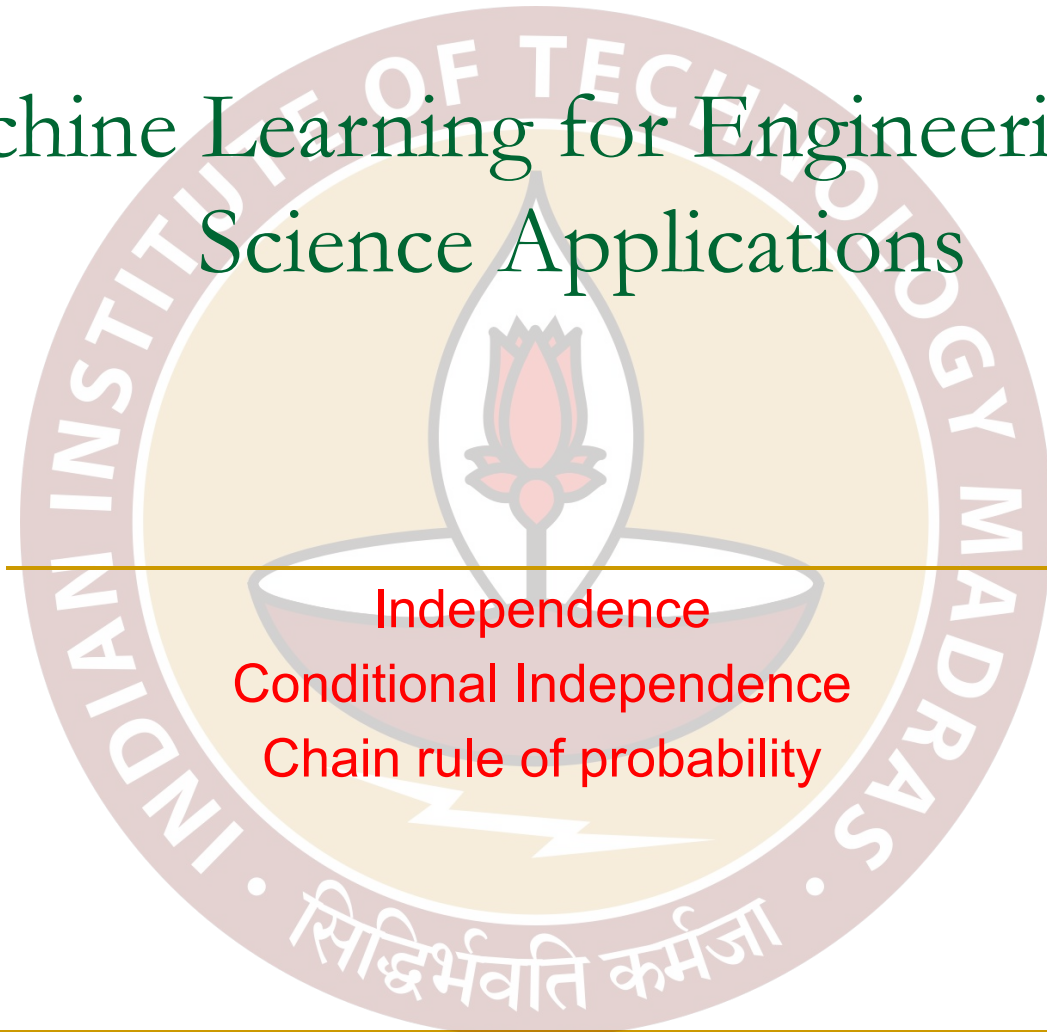 chine Learning for Engineeri
Science Applications
Independence
Conditional Independence
Chain rule of probability
INDIAN INSTITUTE OF TECHNOLOGY MADRAS
सिद्धिर्भवति कर्मजा